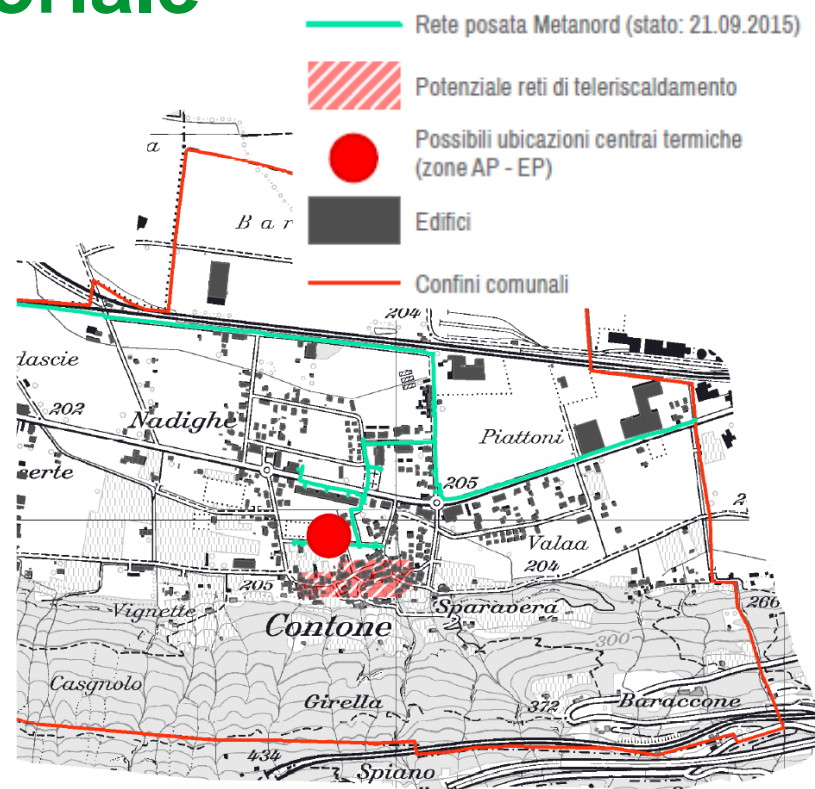 Rete posata Metanord (stato: 21.09.2015)
Potenziale reti di teleriscaldamento
Possibili ubicazioni centrai termiche
(zone AP - EP)
Edifici
Confini comunali
a
Bar
204
dascie
202
Nadighe
Piattoni
erte
205
Valaa
204
2
205
Vignette
Sparavera
266
Contone
300
Casgnolo
Girella
372
Baraccone
434
Spiano